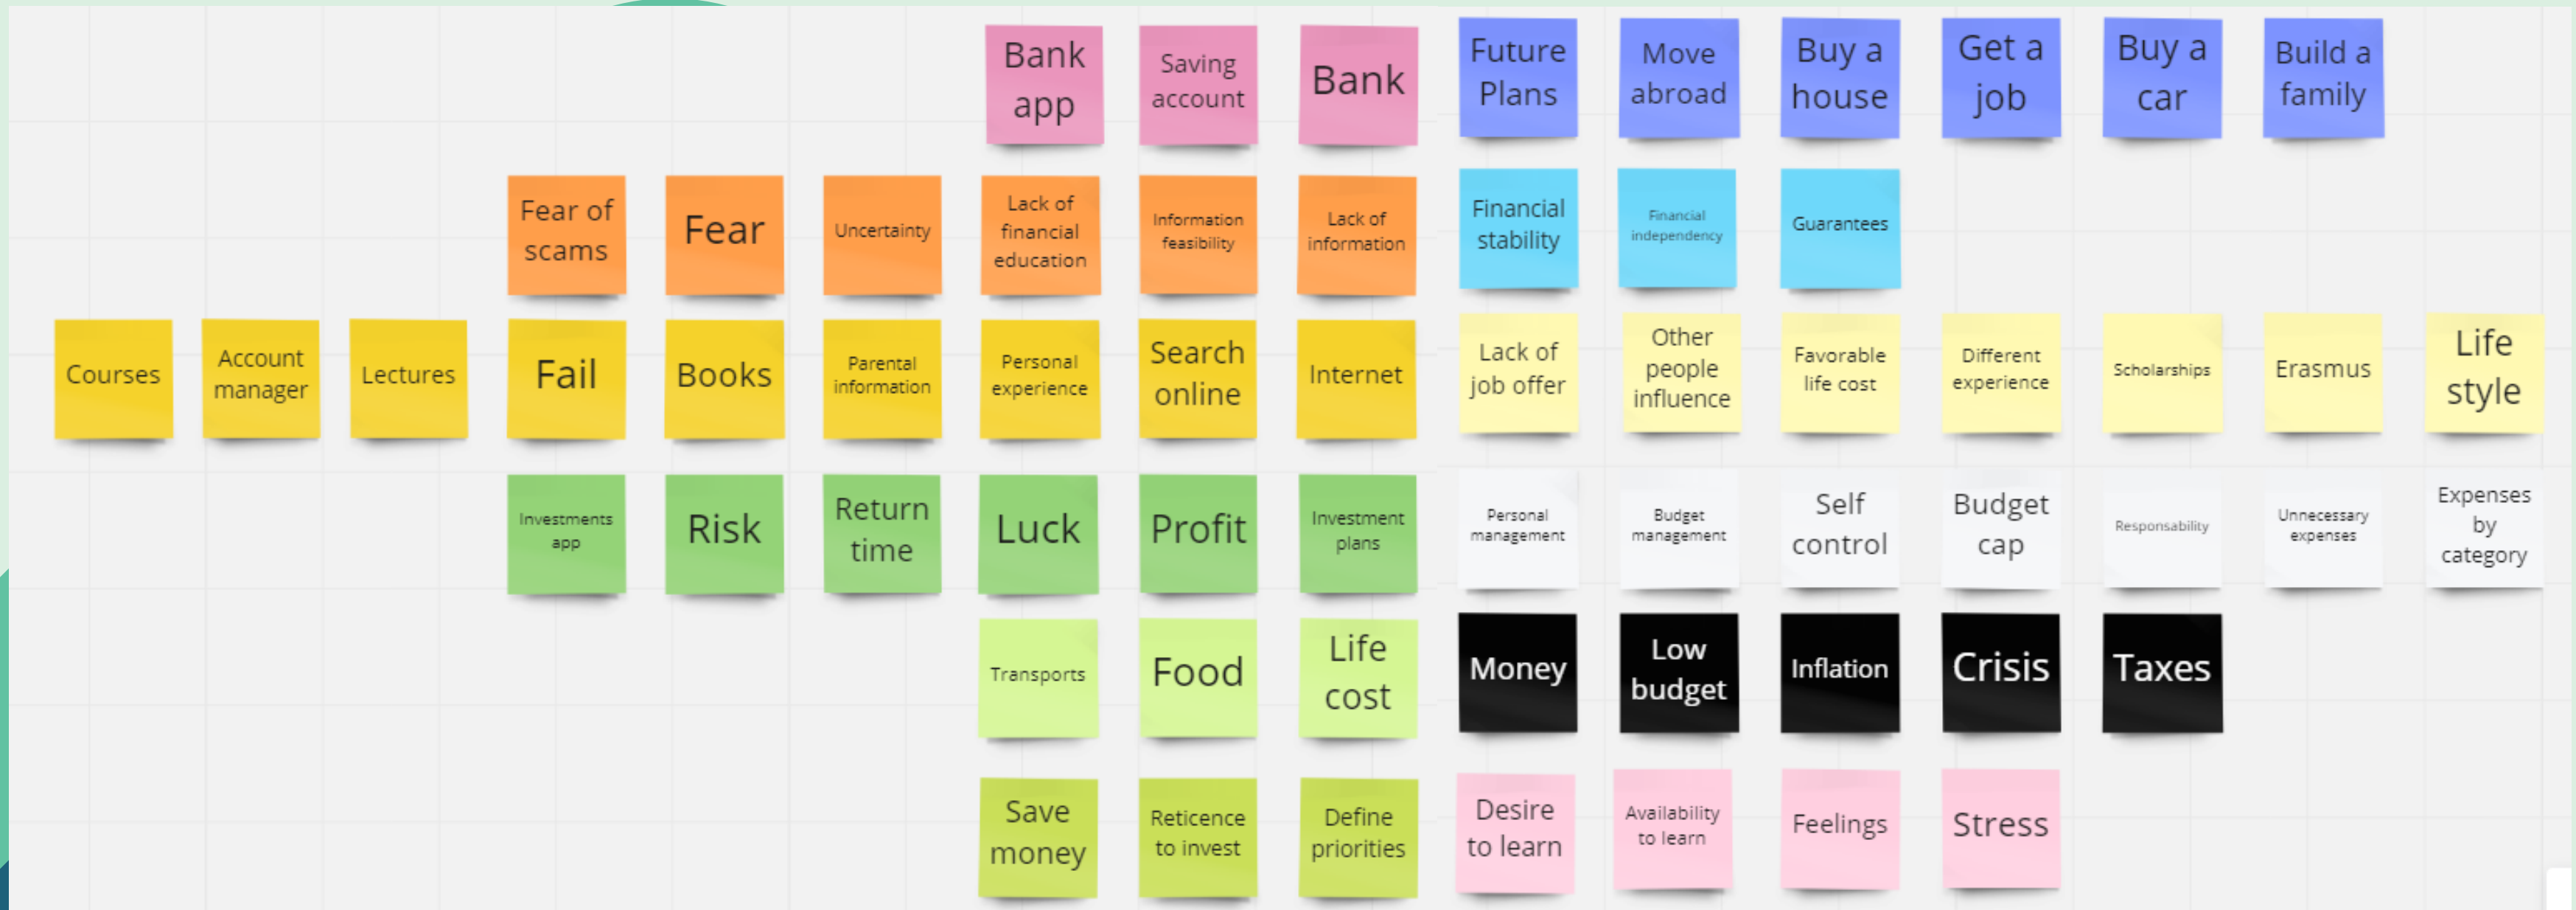 Bank
app
Saving
account
Bank
Future
Plans
Move
abroad
Buy a
house
Get a
job
Buy a
car
Build a
family
Fear of
scams
Fear
Uncertainty
Lack of
financial
education
Information
feasibility
Lack of
information
Financial
stability
Financial
independency
Guarantees
Courses
Account
manager
Lectures
Fail
Books
Parental
information
Personal
experience
Search
online
Internet
Lack of
job offer
Other
people
influence
Favorable
life cost
Different
experience
Scholarships
Erasmus
Life
style
Investments
app
Risk
Return
time
Luck
Profit
Investment
plans
Personal
management
Budget
management
Self
control
Budget
cap
Responsability
Unnecessary
expenses
Expenses
by
category
Transports
Food
Life
cost
Money
Low
budget
Inflation
Crisis
Taxes
Save
money
Reticence
to invest
Define
priorities
Desire
to learn
Availability
to learn
Feelings
Stress